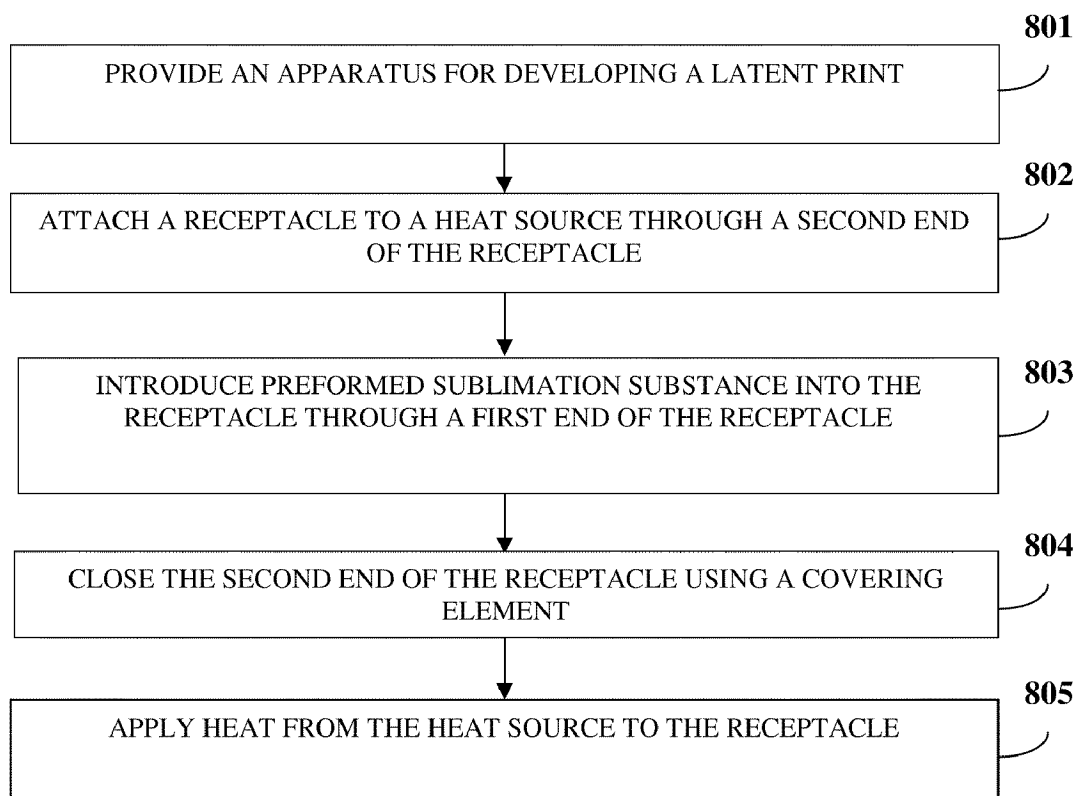 801
PROVIDE AN APPARATUS FOR DEVELOPING A LATENT PRINT
802
ATTACH A RECEPTACLE TO A HEAT SOURCE THROUGH A SECOND END
OF THE RECEPTACLE
803
INTRODUCE PREFORMED SUBLIMATION SUBSTANCE INTO THE
RECEPTACLE THROUGH A FIRST END OF THE RECEPTACLE
804
CLOSE THE SECOND END OF THE RECEPTACLE USING A COVERING
ELEMENT
805
APPLY HEAT FROM THE HEAT SOURCE TO THE RECEPTACLE